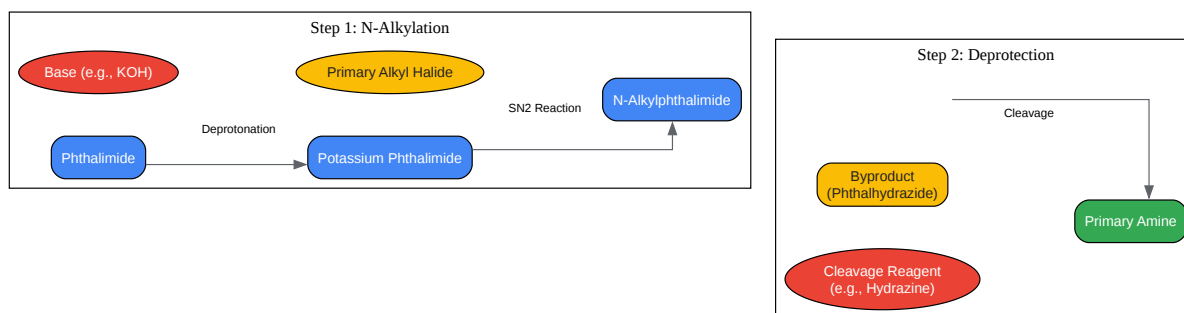 Step 1: N-Alkylation
Base (e.g., KOH)
Primary Alkyl Halide
N-Alkylphthalimide
SN2 Reaction
Deprotonation
Phthalimide
Potassium Phthalimide
Step 2: Deprotection
Cleavage
Byproduct
(Phthalhydrazide)
Primary Amine
Cleavage Reagent
(e.g., Hydrazine)